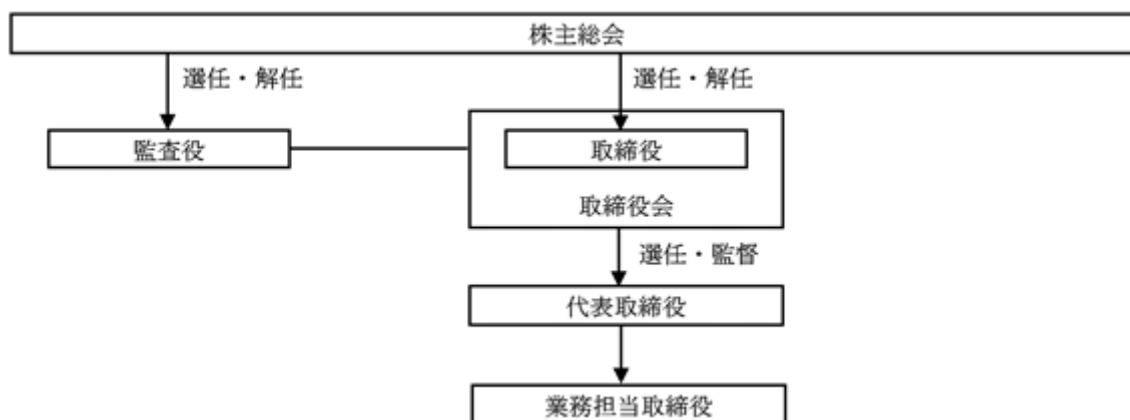 株主総会
選任・解任
選任・解任
監査役
取締役
取締役会
選任・監督
代表取締役
業務担当取締役